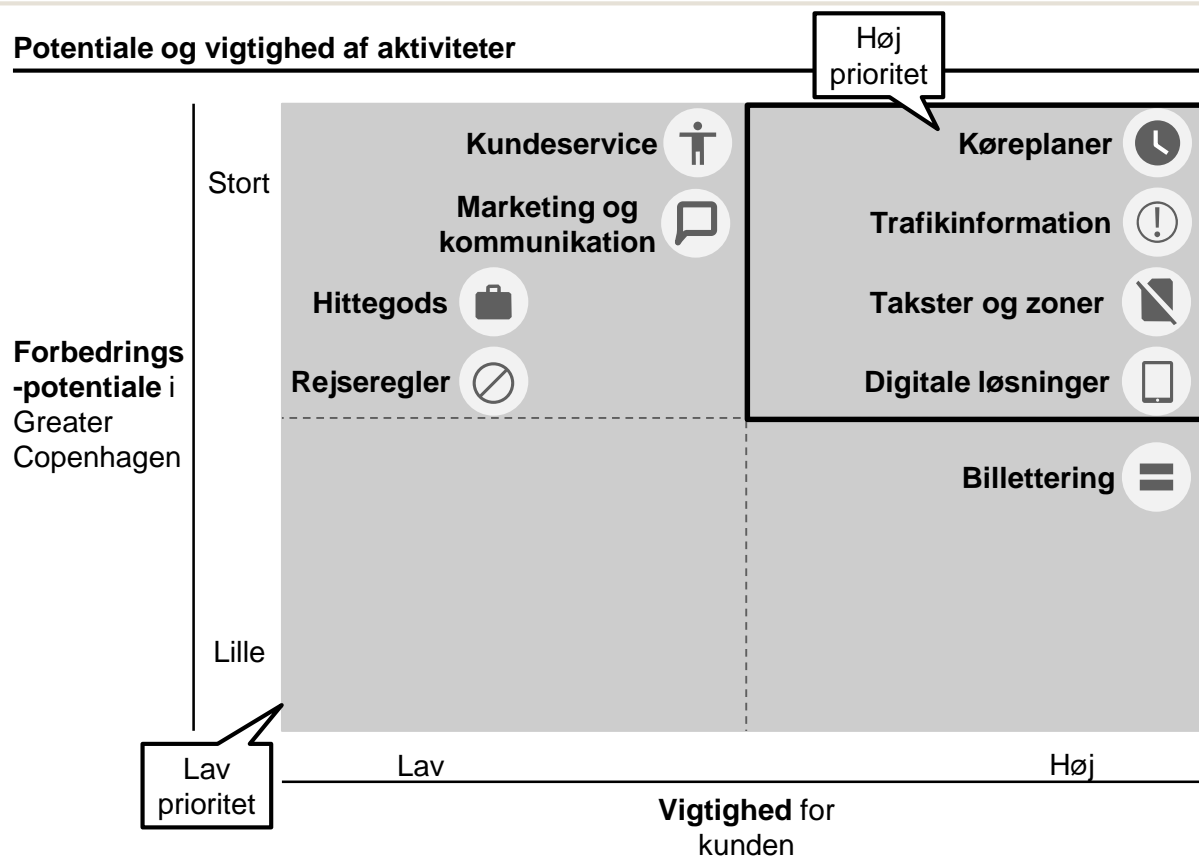 Potentiale og vigtighed af aktiviteter
Høj
prioritet
Kundeservice
Køreplaner
Stort
Marketing og
kommunikation
Trafikinformation
Hittegods
Takster og zoner
Forbedrings
-potentiale i
Greater
Copenhagen
Rejseregler
Digitale løsninger
Billettering
Lille
Lav
prioritet
Lav
Høj
Vigtighed for
kunden